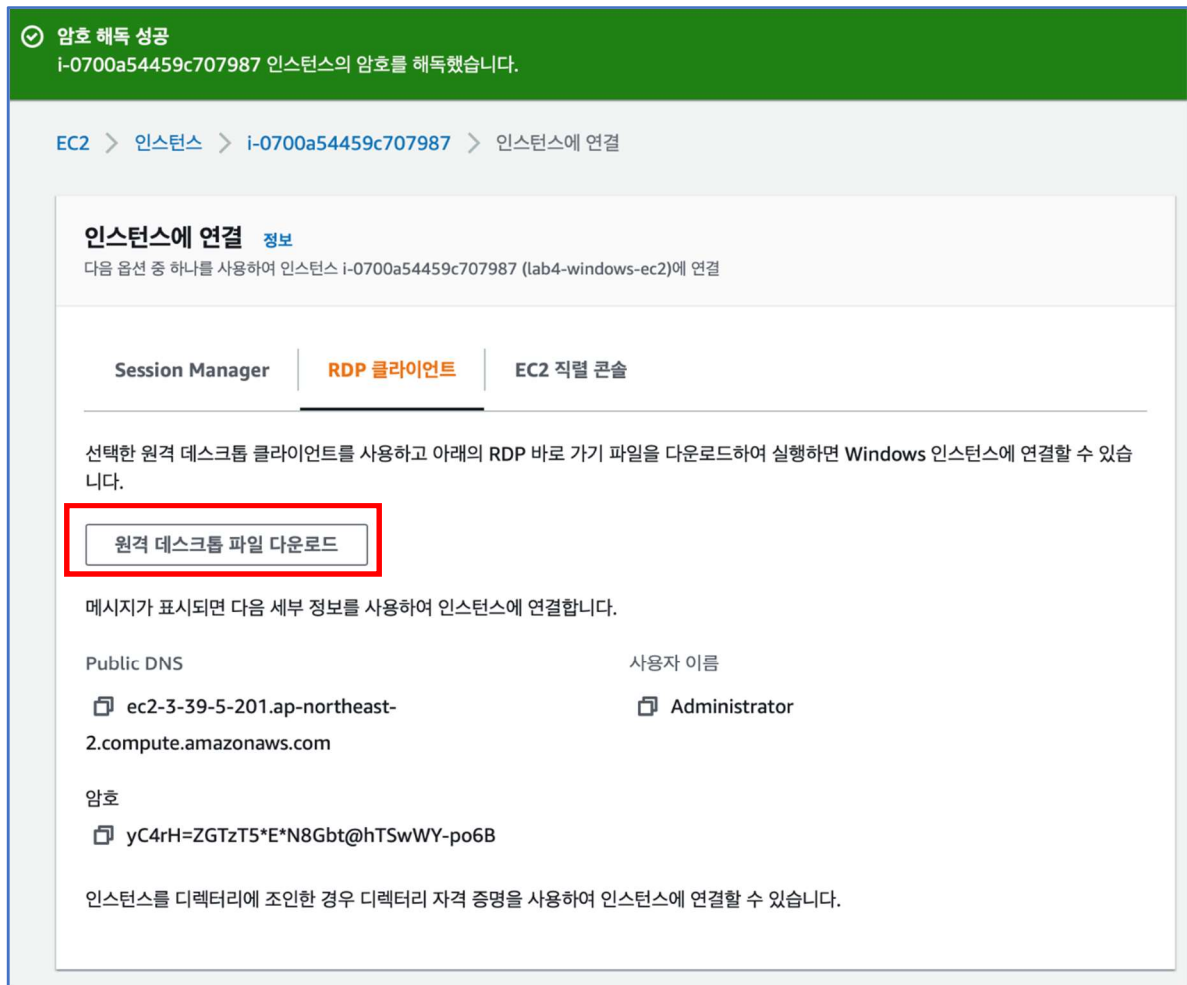 암호 해독 성공
i-0700a54459c707987 인스턴스의 암호를 해독했습니다.
EC2 > 인스턴스 > i-0700a54459c707987 > 인스턴스에 연결
인스턴스에 연결 정보
다음 옵션 중 하나를 사용하여 인스턴스 i-0700a54459c707987 (lab4-windows-ec2)에 연결
Session Manager RDP 클라이언트 EC2 직렬 콘솔
선택한 원격 데스크톱 클라이언트를 사용하고 아래의 RDP 바로 가기 파일을 다운로드하여 실행하면 Windows 인스턴스에 연결할 수 있습
니다.
원격 데스크톱 파일 다운로드
메시지가 표시되면 다음 세부 정보를 사용하여 인스턴스에 연결합니다.
Public DNS 사용자 이름
ec2-3-39-5-201.ap-northeast- Administrator
2.compute.amazonaws.com
암호
yC4rH=ZGTzT5*E*N8Gbt@hTSwWY-po6B
인스턴스를 디렉터리에 조인한 경우 디렉터리 자격 증명을 사용하여 인스턴스에 연결할 수 있습니다.